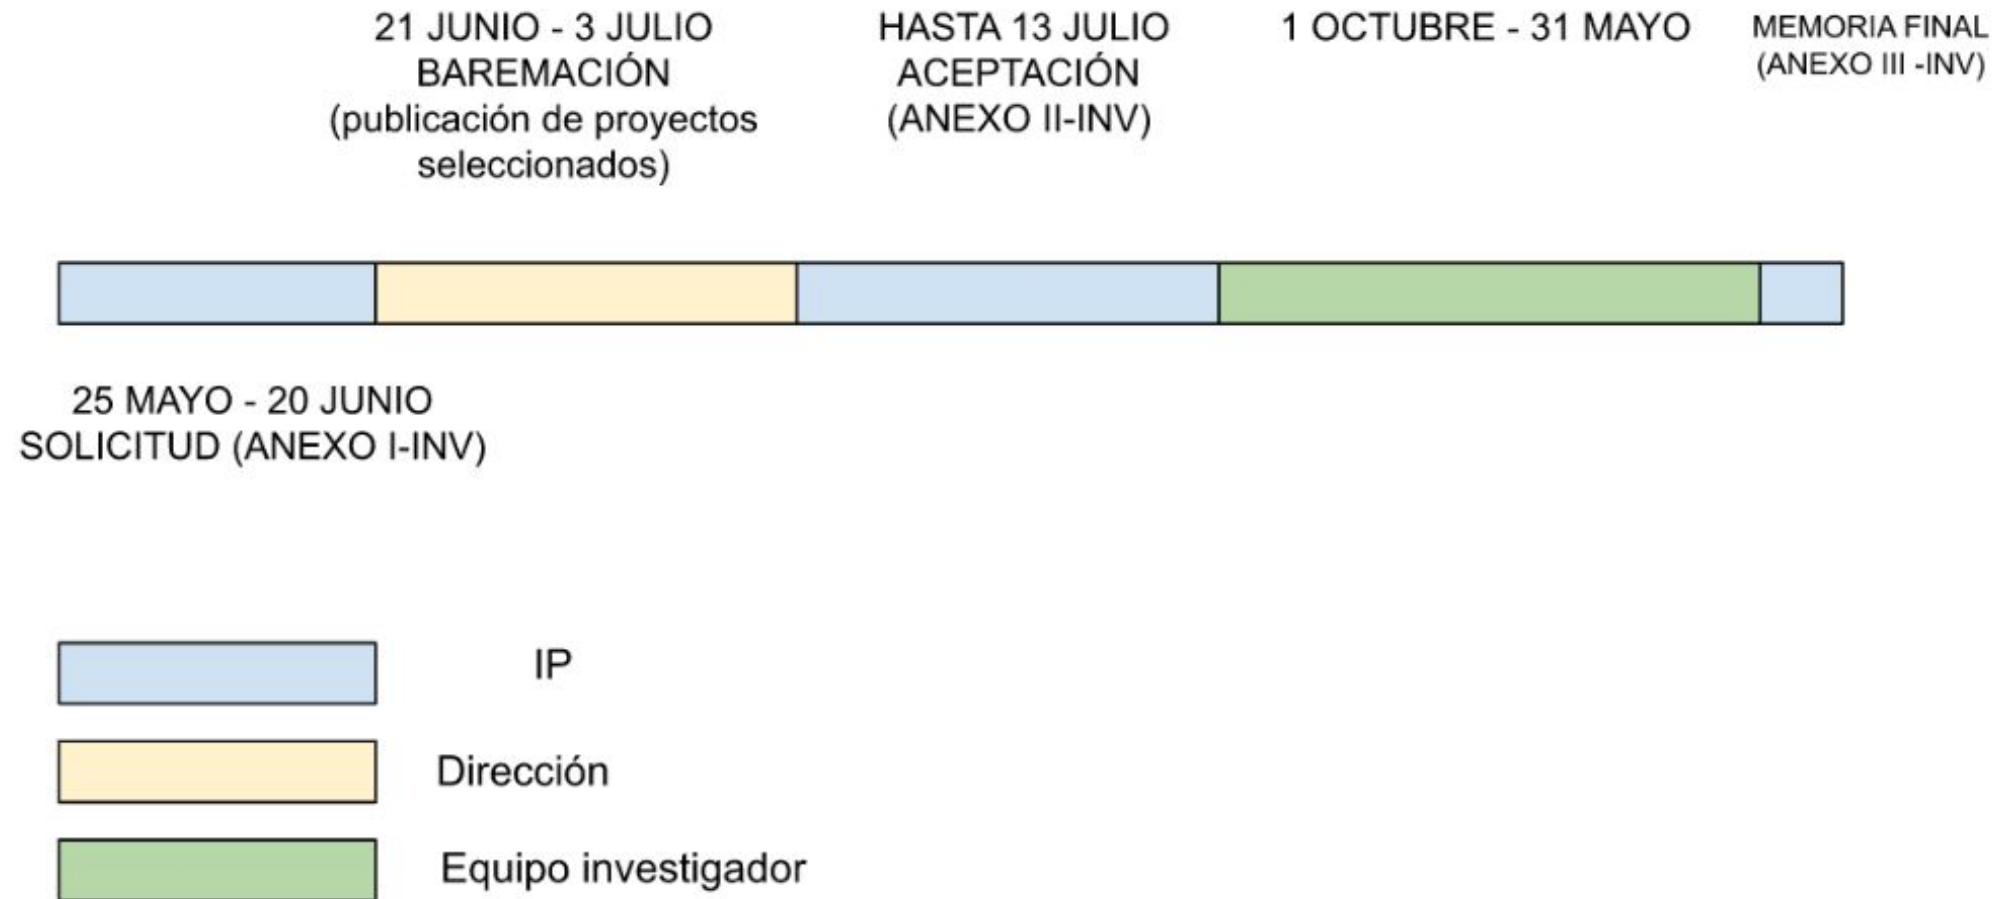 21 JUNIO - 3 JULIO
BAREMACIÓN
(publicación de proyectos
seleccionados)
HASTA 13 JULIO
ACEPTACIÓN
(ANEXO II-INV)
1 OCTUBRE - 31 MAYO
MEMORIA FINAL
(ANEXO III -INV)
25 MAYO - 20 JUNIO
SOLICITUD (ANEXO I-INV)
IP
Dirección
Equipo investigador